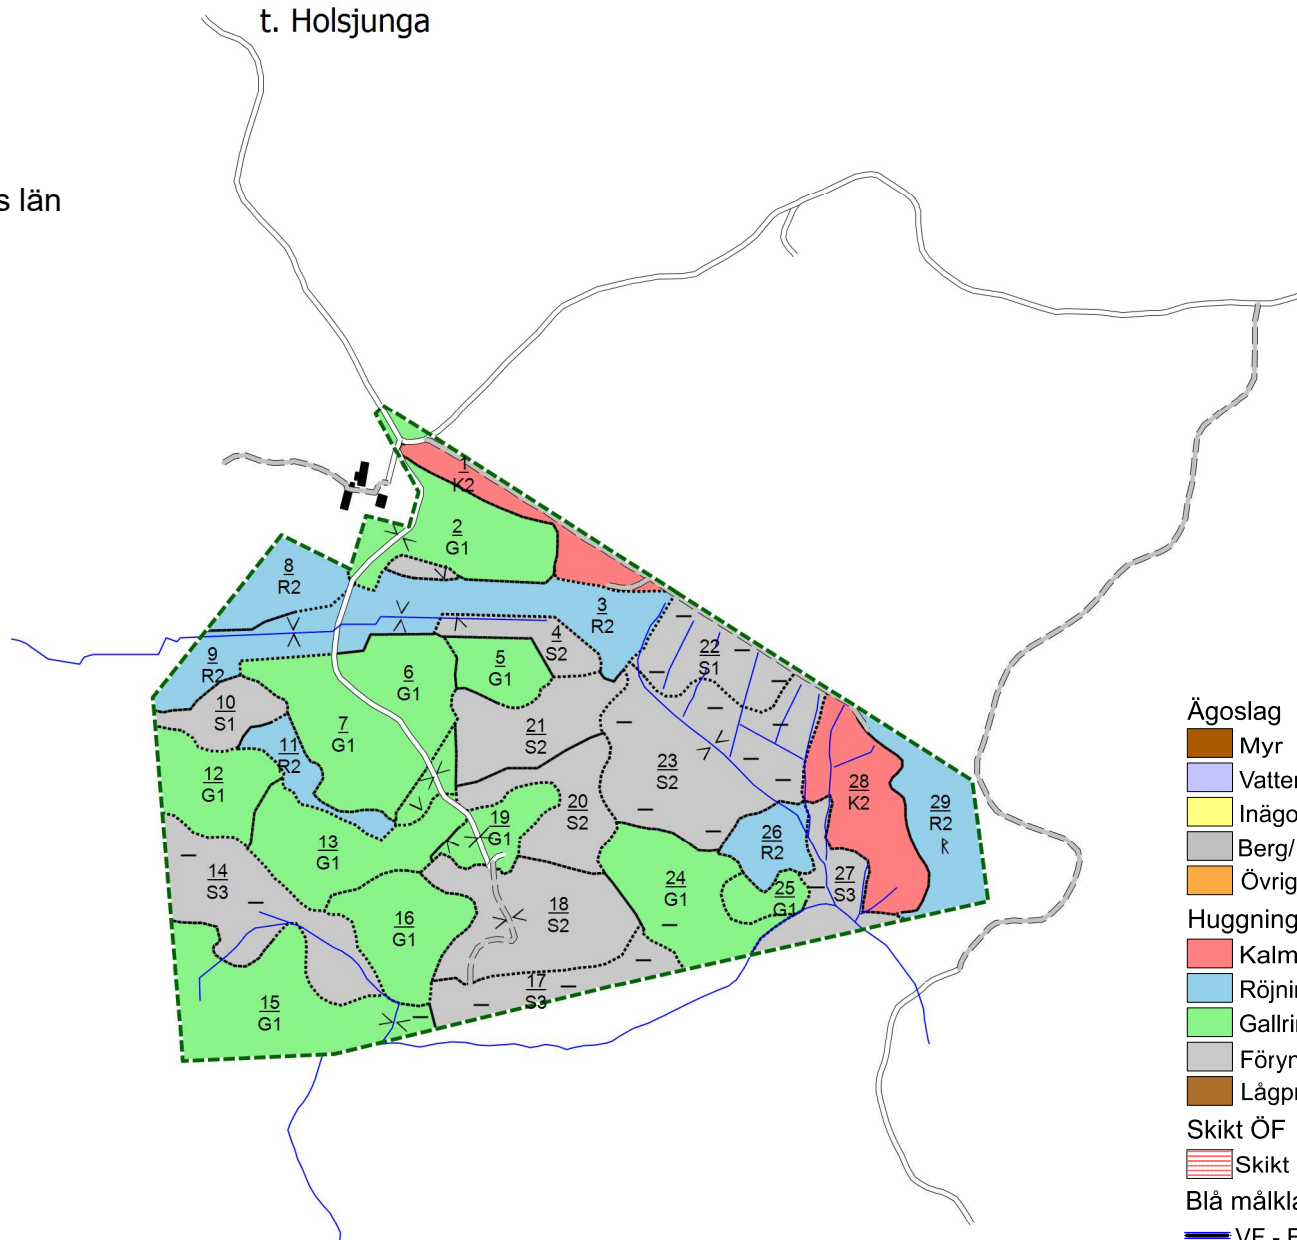 t. Holsjunga
s län
1
K2
2
G1
8
R2
3
R2
4
S2
22
S1
9
R2
6
G1
5
G1
10
S1
7
G1
21
S2
11
R2
12
G1
23
S2
28
K2
20
S2
19
G1
29
R2
26
R2
13
G1
14
S3
24
G1
27
S3
25
G1
16
G1
18
S2
17
S3
15
G1
Ägoslag
Myr
Vatten
Inägo
Berg/
Övrig
Huggning
Kalm
Röjnin
Gallrin
Föryn
Lågpr
Skikt ÖF
Skikt
Blå målkla
VF - F